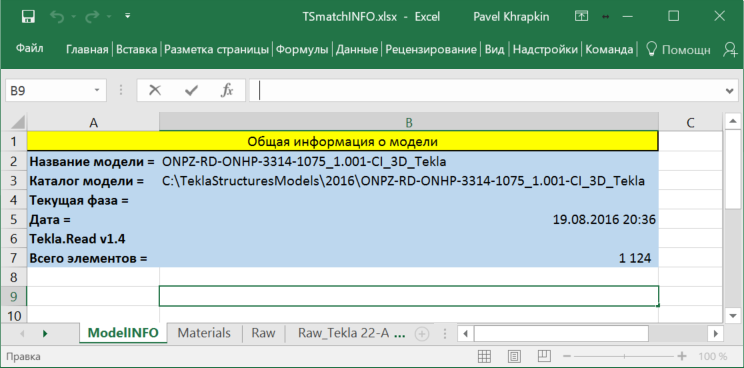 TSmatchINFO.xlsx - Excel Pavel Khrapkin
Файл Главная Вставка Разметка страницы Формулы Данные Рецензирование Вид Надстройки Команда Помощн
B9 fx
A B C
1 Общая информация о модели
2 Название модели = ONPZ-RD-ONHP-3314-1075_1.001-CI_3D_Tekla
3 Каталог модели = C:\TeklaStructuresModels\2016\ONPZ-RD-ONHP-3314-1075_1.001-CI_3D_Tekla
4 Текущая фаза =
5 Дата = 19.08.2016 20:36
6 Tekla.Read v1.4
7 Всего элементов = 1 124
8
9
10
ModelINFO Materials Raw Raw_Tekla 22-A ...
Правка 100 %